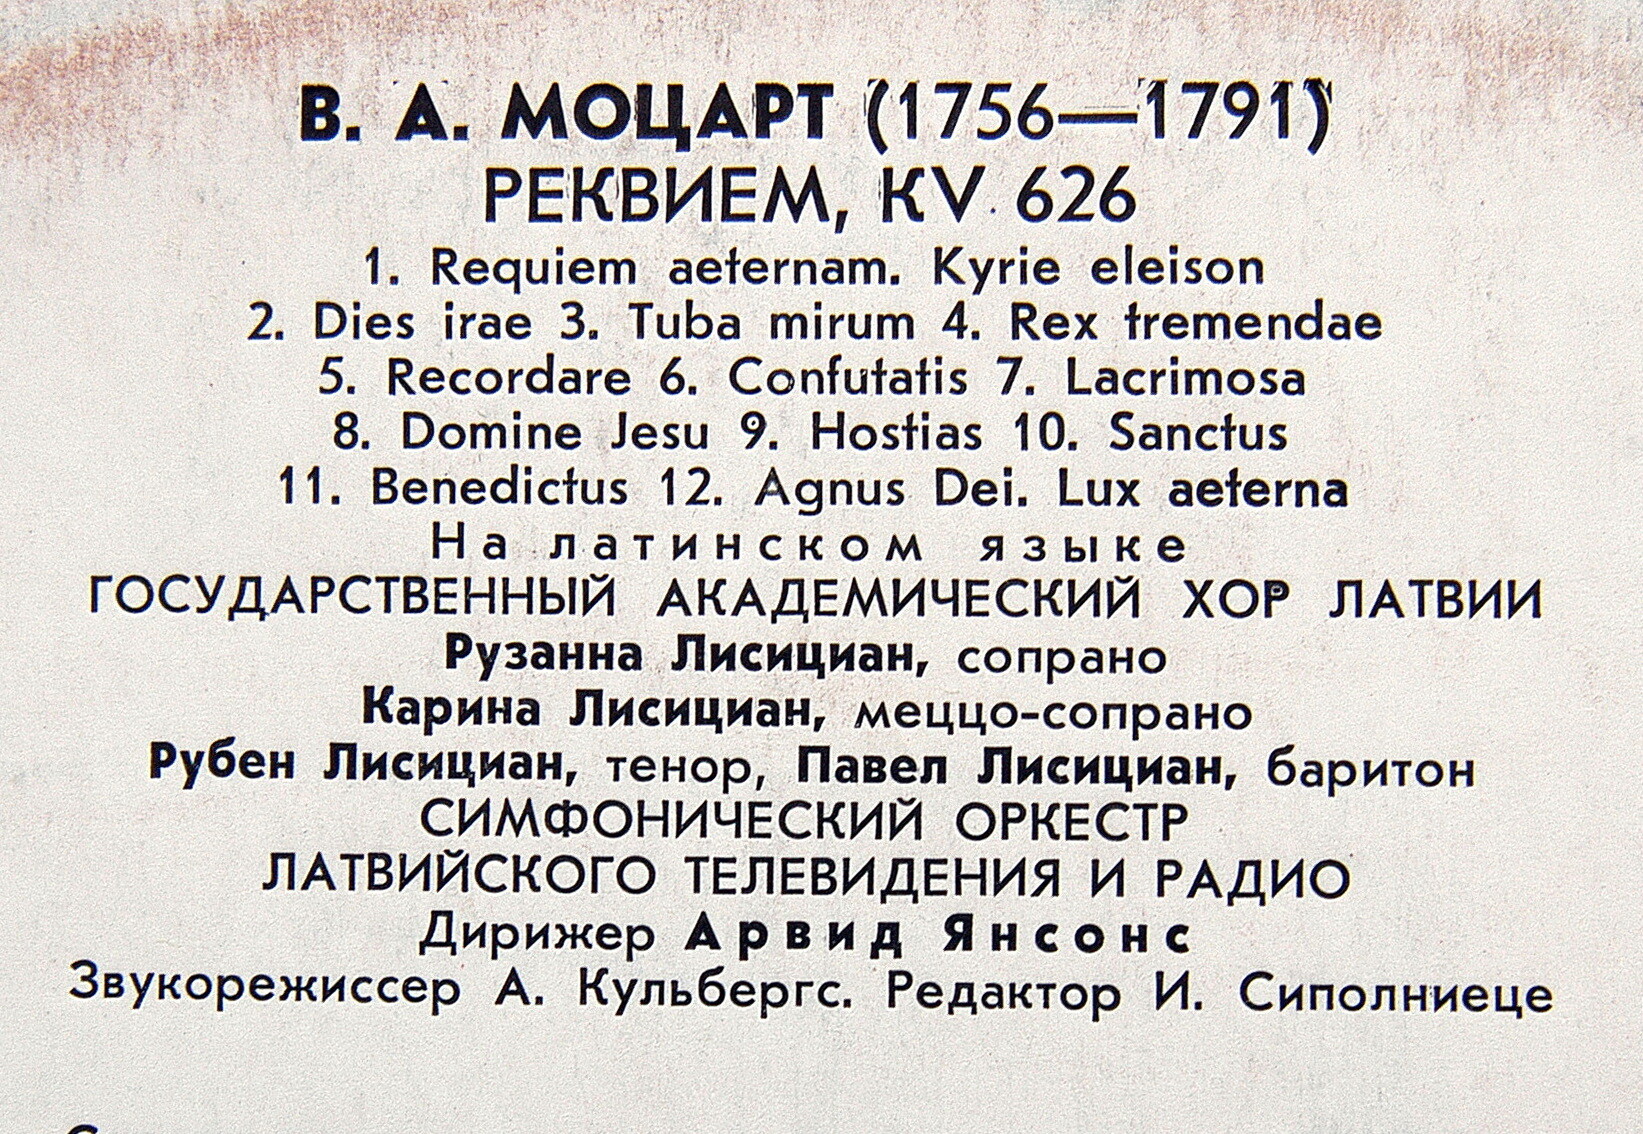 В. А. МОЦАРТ (1756—1791)
РЕКВИЕМ, KV 626
1. Requiem aeternam. Kyrie eleison
2. Dies irae 3. Tuba mirum 4. Rex tremendae
5. Recordare 6. Confutatis 7. Lacrimosa
8. Domine Jesu 9. Hostias 10. Sanctus
11. Benedictus 12. Agnus Dei. Lux aeterna
На латинском языке
ГОСУДАРСТВЕННЫЙ АКАДЕМИЧЕСКИЙ ХОР ЛАТВИИ
Рузанна Лисициан, сопрано
Карина Лисициан, меццо-сопрано
Рубен Лисициан, тенор, Павел Лисициан, баритон
СИМФОНИЧЕСКИЙ ОРКЕСТР
ЛАТВИЙСКОГО ТЕЛЕВИДЕНИЯ И РАДИО
Дирижер Арвид Янсонс
Звукорежиссер А. Кульбергс. Редактор И. Сиполниеце